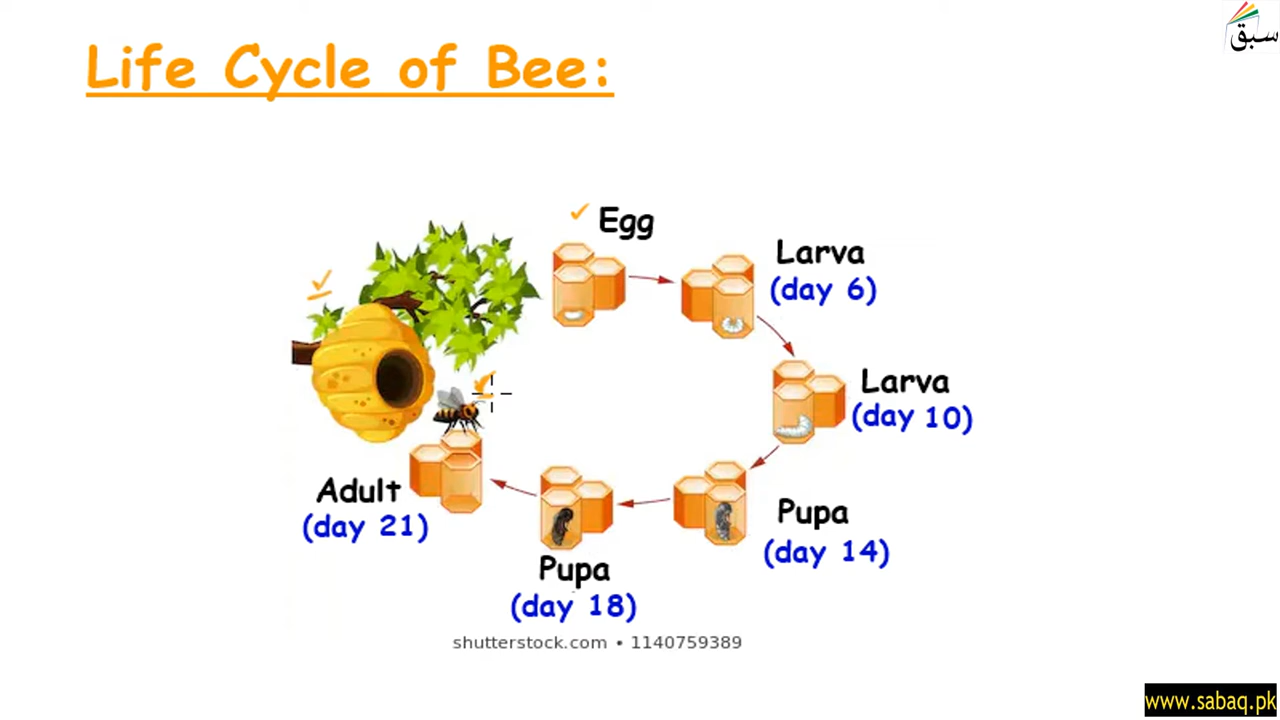 سبق
Life Cycle of Bee:
Egg
Larva
(day 6)
Larva
(day 10)
Pupa
(day 14)
Pupa
(day 18)
Adult
(day 21)
shutterstock.com • 1140759389
www.sabaq.pk